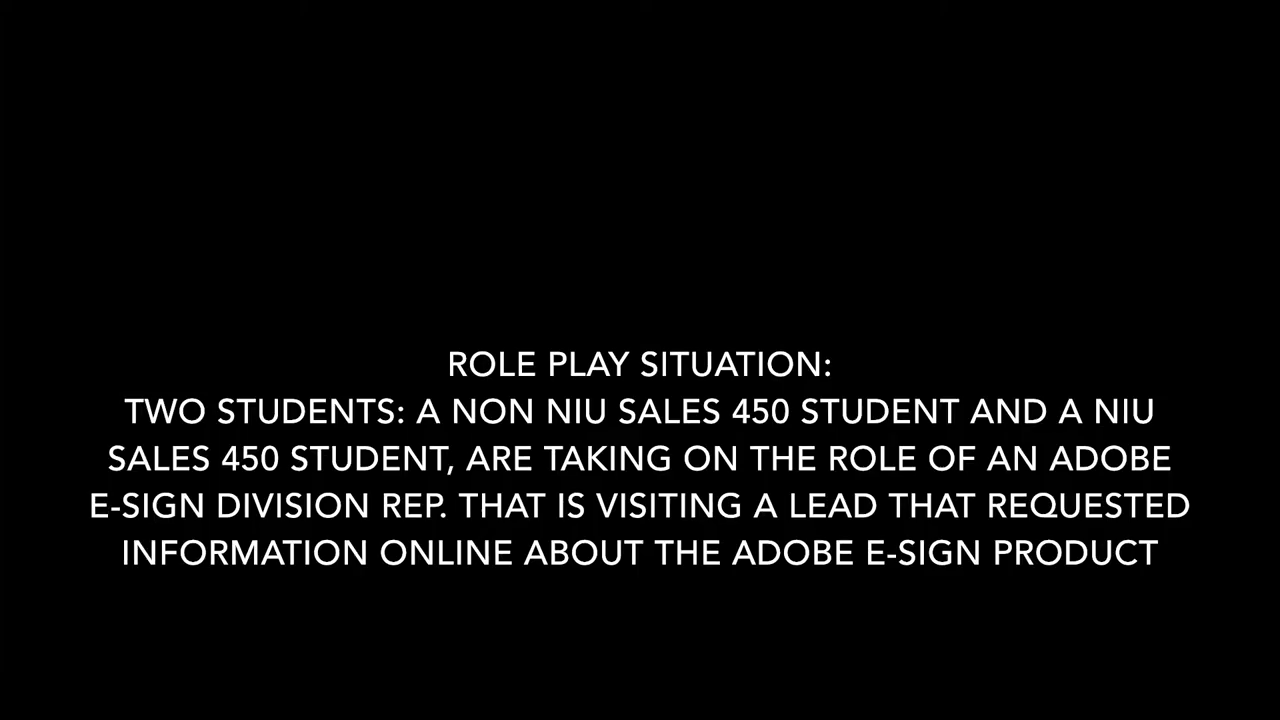 ROLE PLAY SITUATION:
TWO STUDENTS: A NON NIU SALES 450 STUDENT AND A NIU
SALES 450 STUDENT, ARE TAKING ON THE ROLE OF AN ADOBE
E-SIGN DIVISION REP. THAT IS VISITING A LEAD THAT REQUESTED
INFORMATION ONLINE ABOUT THE ADOBE E-SIGN PRODUCT